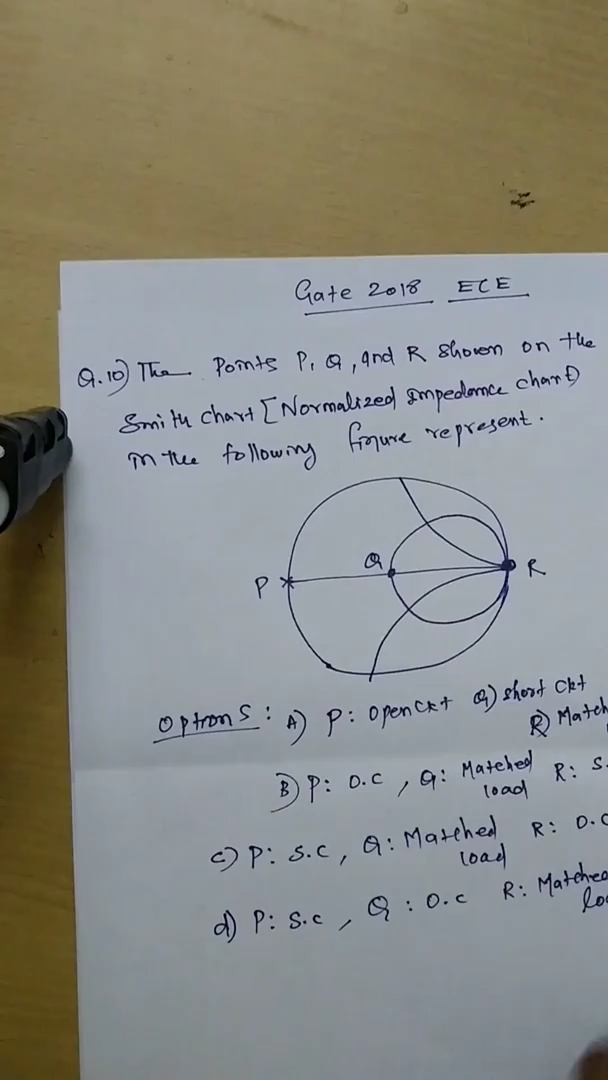 Gate 2018 ECE
Q.10) The Points P, Q, and R shown on the
Smith chart [Normalized impedance chart)
in the following figure represent.
Q
P
R
Options: A) P: Open Ckt Q) short Ckt
R) Match
B) P: O.C , Q: Matched load R: S.
C) P: S.C , Q: Matched load R: O.C
d) P: S.C , Q : O.C R: Matched
lo